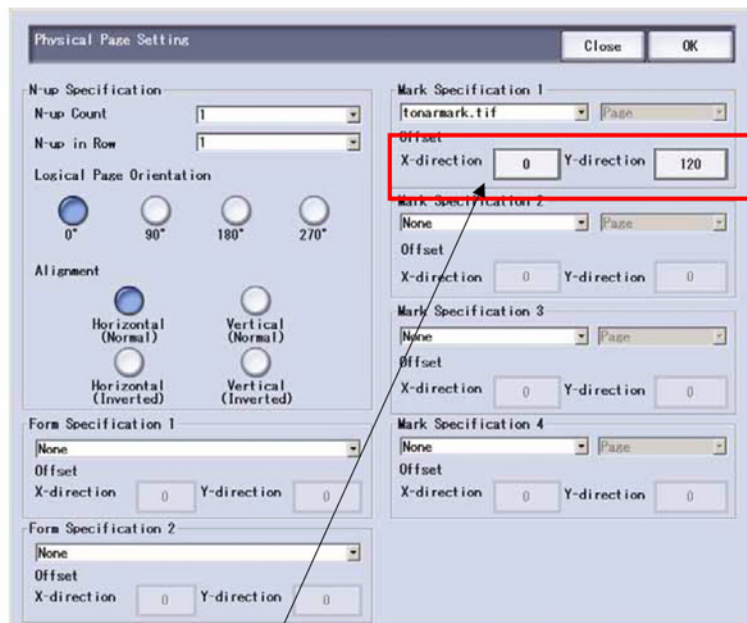 Physical Page Setting
Close
OK
N-up Specification
N-up Count 1
N-up in Row 1
Logical Page Orientation
0° 90° 180° 270°
Alignment
Horizontal (Normal)
Vertical (Normal)
Horizontal (Inverted)
Vertical (Inverted)
Form Specification 1
None
Offset
X-direction 0 Y-direction 0
Form Specification 2
None
Offset
X-direction 0 Y-direction 0
Mark Specification 1
tonarmark.tif Page
Offset
X-direction 0 Y-direction 120
Mark Specification 2
None Page
Offset
X-direction 0 Y-direction 0
Mark Specification 3
None Page
Offset
X-direction 0 Y-direction 0
Mark Specification 4
None Page
Offset
X-direction 0 Y-direction 0